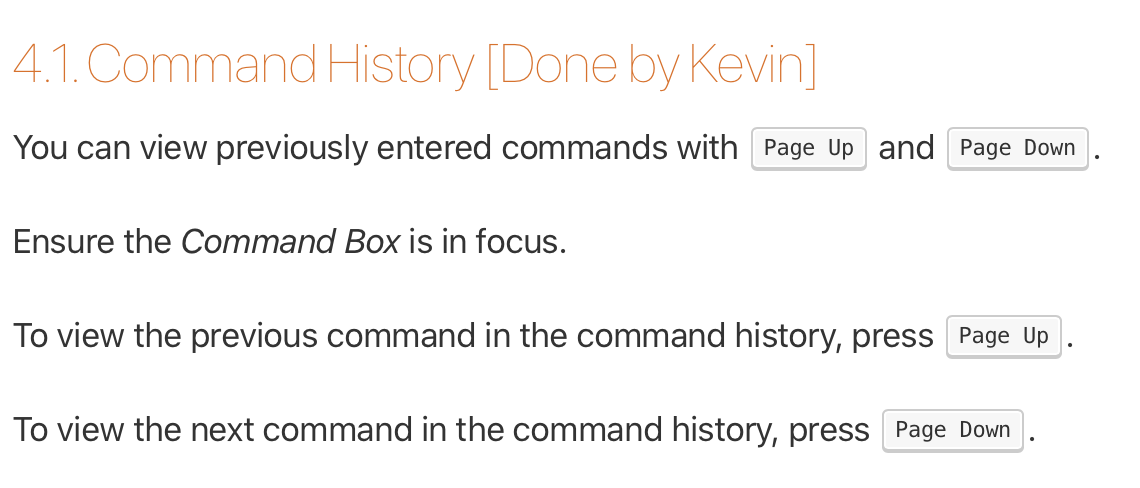 4.1. Command History [Done by Kevin]
You can view previously entered commands with Page Up and Page Down.
Ensure the Command Box is in focus.
To view the previous command in the command history, press Page Up.
To view the next command in the command history, press Page Down.